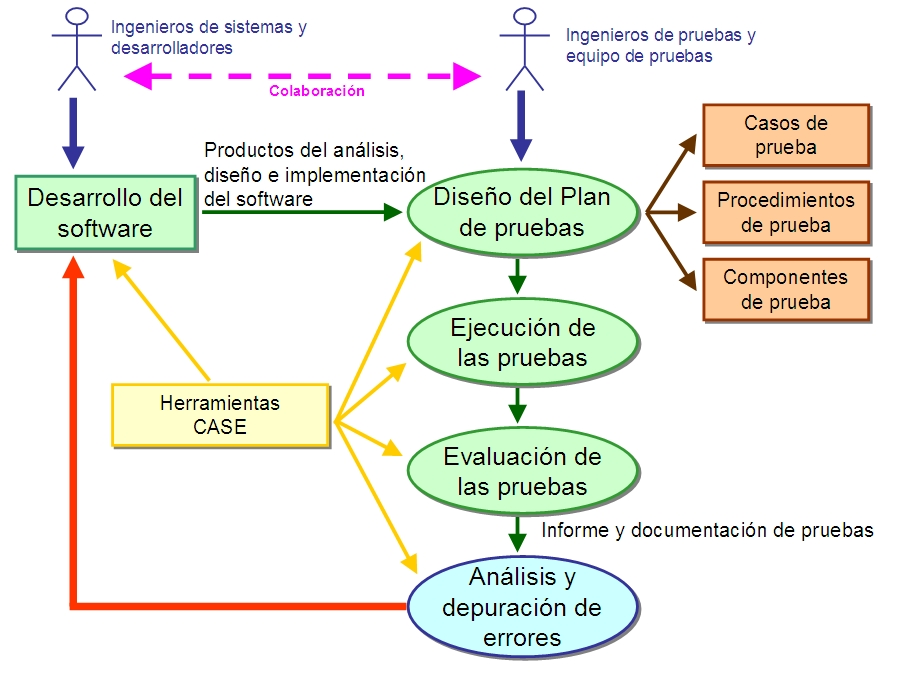 Ingenieros de sistemas y
desarrolladores
Ingenieros de pruebas y
equipo de pruebas
Colaboración
Productos del análisis,
diseño e implementación
del software
Desarrollo del
software
Diseño del Plan
de pruebas
Casos de
prueba
Procedimientos
de prueba
Componentes
de prueba
Ejecución de
las pruebas
Herramientas
CASE
Evaluación de
las pruebas
Informe y documentación de pruebas
Análisis y
depuración de
errores